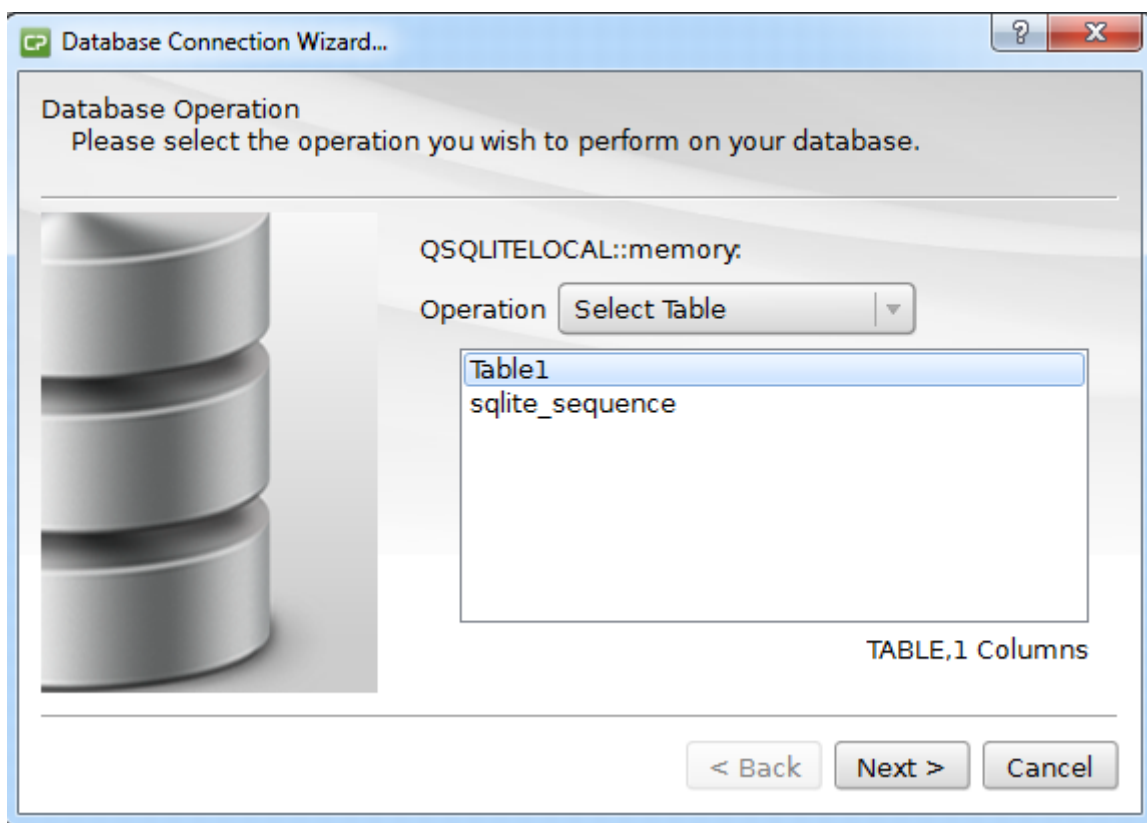 CP Database Connection Wizard... ? X
Database Operation
Please select the operation you wish to perform on your database.
QSQLITELOCAL::memory:
Operation Select Table
Table1
sqlite_sequence
TABLE,1 Columns
< Back Next > Cancel